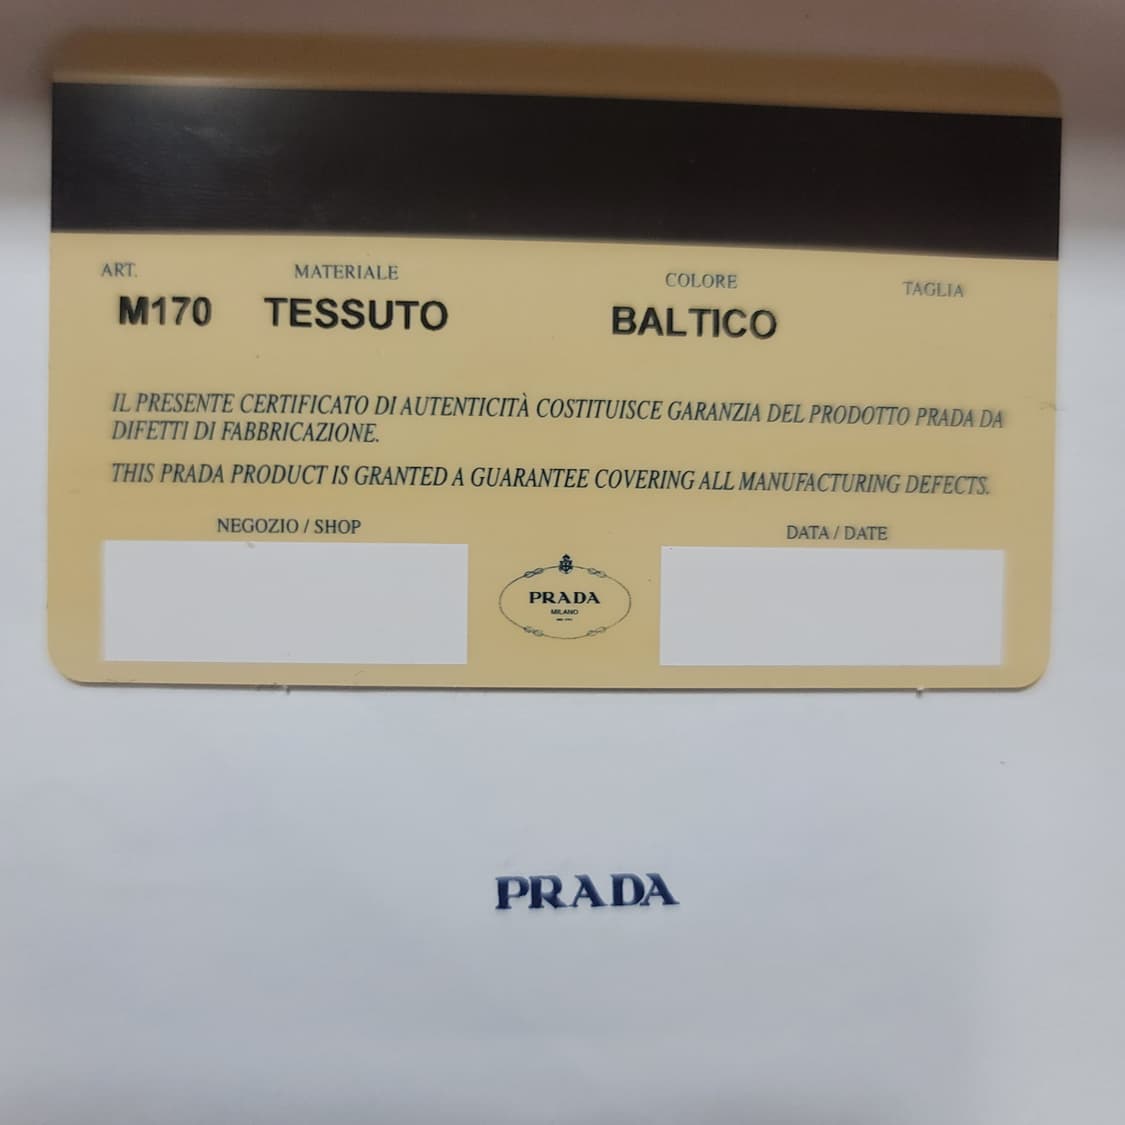 ART. MATERIALE COLORE TAGLIA
M170 TESSUTO BALTICO
IL PRESENTE CERTIFICATO DI AUTENTICITÀ COSTITUISCE GARANZIA DEL PRODOTTO PRADA DA
DIFETTI DI FABBRICAZIONE.
THIS PRADA PRODUCT IS GRANTED A GUARANTEE COVERING ALL MANUFACTURING DEFECTS.
NEGOZIO / SHOP DATA / DATE
PRADA
MILANO
PRADA